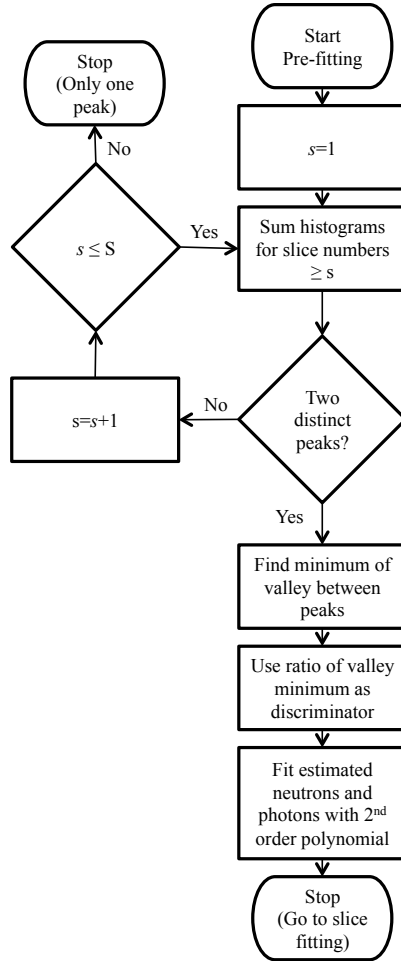 Start
Pre-fitting
Stop
(Only one
peak)
s=1
No
s ≤ S
Yes
Sum histograms
for slice numbers
≥ s
s=s+1
No
Two
distinct
peaks?
Yes
Find minimum of
valley between
peaks
Use ratio of valley
minimum as
discriminator
Fit estimated
neutrons and
photons with 2nd
order polynomial
Stop
(Go to slice
fitting)